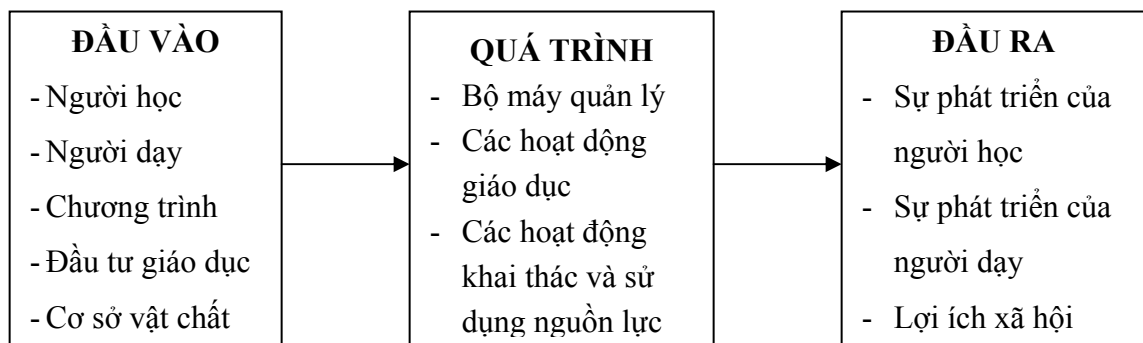 ĐẦU VÀO
- Người học
- Người dạy
- Chương trình
- Đầu tư giáo dục
- Cơ sở vật chất
QUÁ TRÌNH
- Bộ máy quản lý
- Các hoạt dộng
giáo dục
- Các hoạt động
khai thác và sử
dụng nguồn lực
ĐẦU RA
- Sự phát triển của
người học
- Sự phát triển của
người dạy
- Lợi ích xã hội